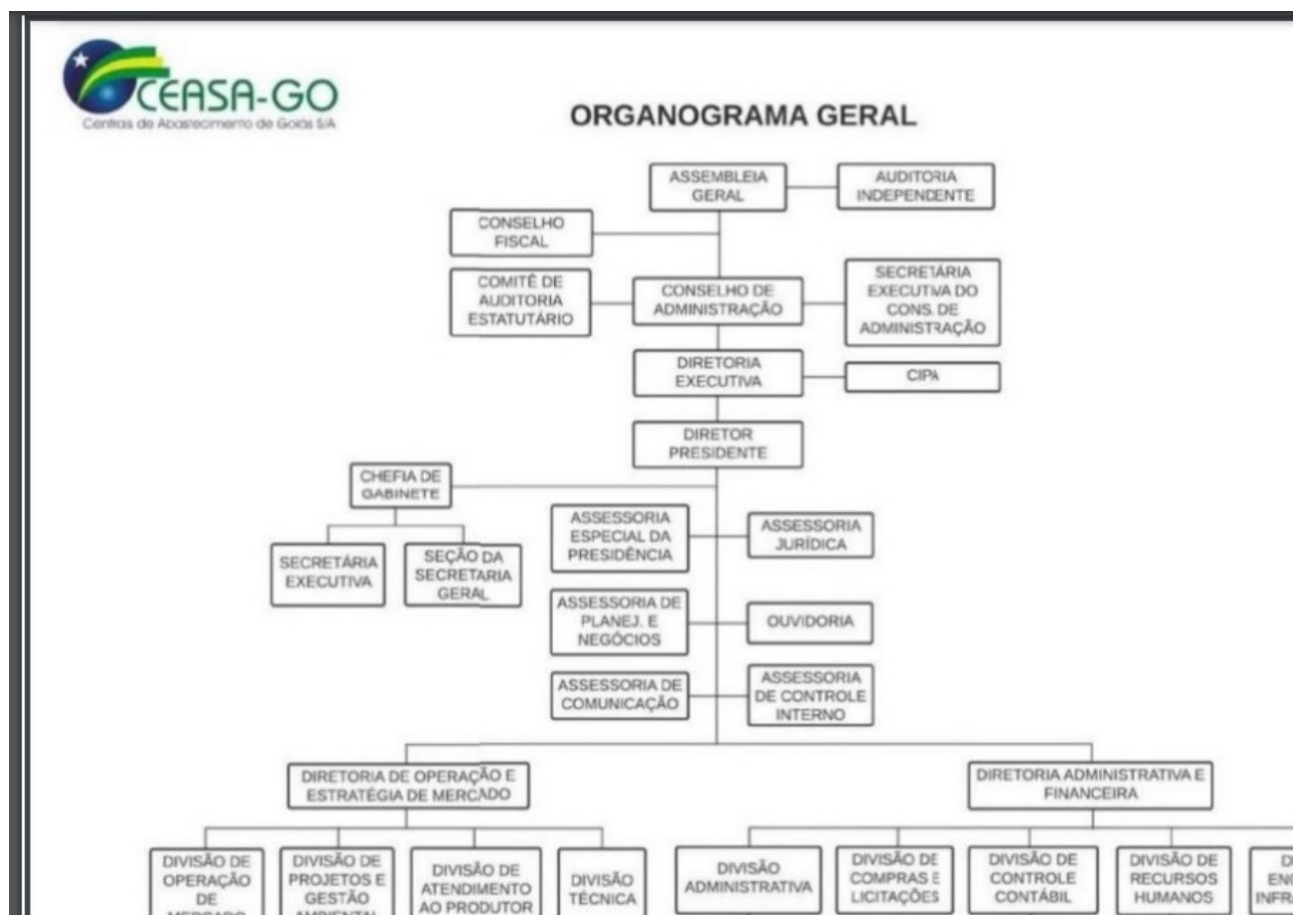 CEASA-GO
Centrais de Abastecimento de Goiás S/A
ORGANOGRAMA GERAL
ASSEMBLEIA
GERAL
AUDITORIA
INDEPENDENTE
CONSELHO
FISCAL
COMITÊ DE
AUDITORIA
ESTATUTÁRIO
CONSELHO DE
ADMINISTRAÇÃO
SECRETÁRIA
EXECUTIVA DO
CONS. DE
ADMINISTRAÇÃO
DIRETORIA
EXECUTIVA
CIPA
DIRETOR
PRESIDENTE
CHEFIA DE
GABINETE
SECRETÁRIA
EXECUTIVA
SEÇÃO DA
SECRETARIA
GERAL
ASSESSORIA
ESPECIAL DA
PRESIDÊNCIA
ASSESSORIA
JURÍDICA
ASSESSORIA DE
PLANEJ. E
NEGÓCIOS
OUVIDORIA
ASSESSORIA DE
COMUNICAÇÃO
ASSESSORIA
DE CONTROLE
INTERNO
DIRETORIA DE OPERAÇÃO E
ESTRATÉGIA DE MERCADO
DIRETORIA ADMINISTRATIVA E
FINANCEIRA
DIVISÃO DE
OPERAÇÃO
DE
MERCADO
DIVISÃO DE
PROJETOS E
GESTÃO
AMBIENTAL
DIVISÃO DE
ATENDIMENTO
AO PRODUTOR
DIVISÃO
TÉCNICA
DIVISÃO
ADMINISTRATIVA
DIVISÃO DE
COMPRAS E
LICITAÇÕES
DIVISÃO DE
CONTROLE
CONTÁBIL
DIVISÃO DE
RECURSOS
HUMANOS